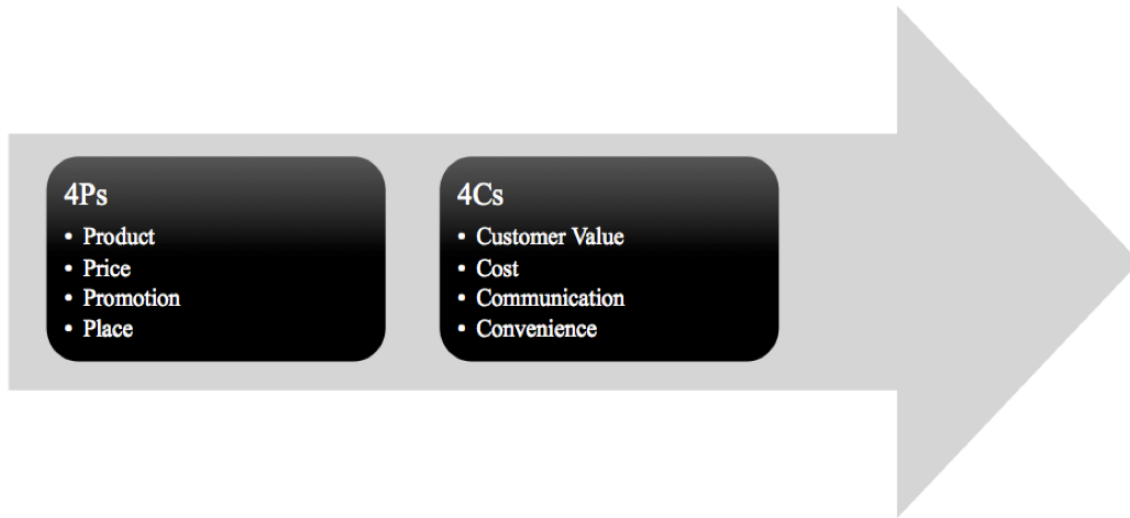 4Ps
• Product
• Price
• Promotion
• Place
4Cs
• Customer Value
• Cost
• Communication
• Convenience